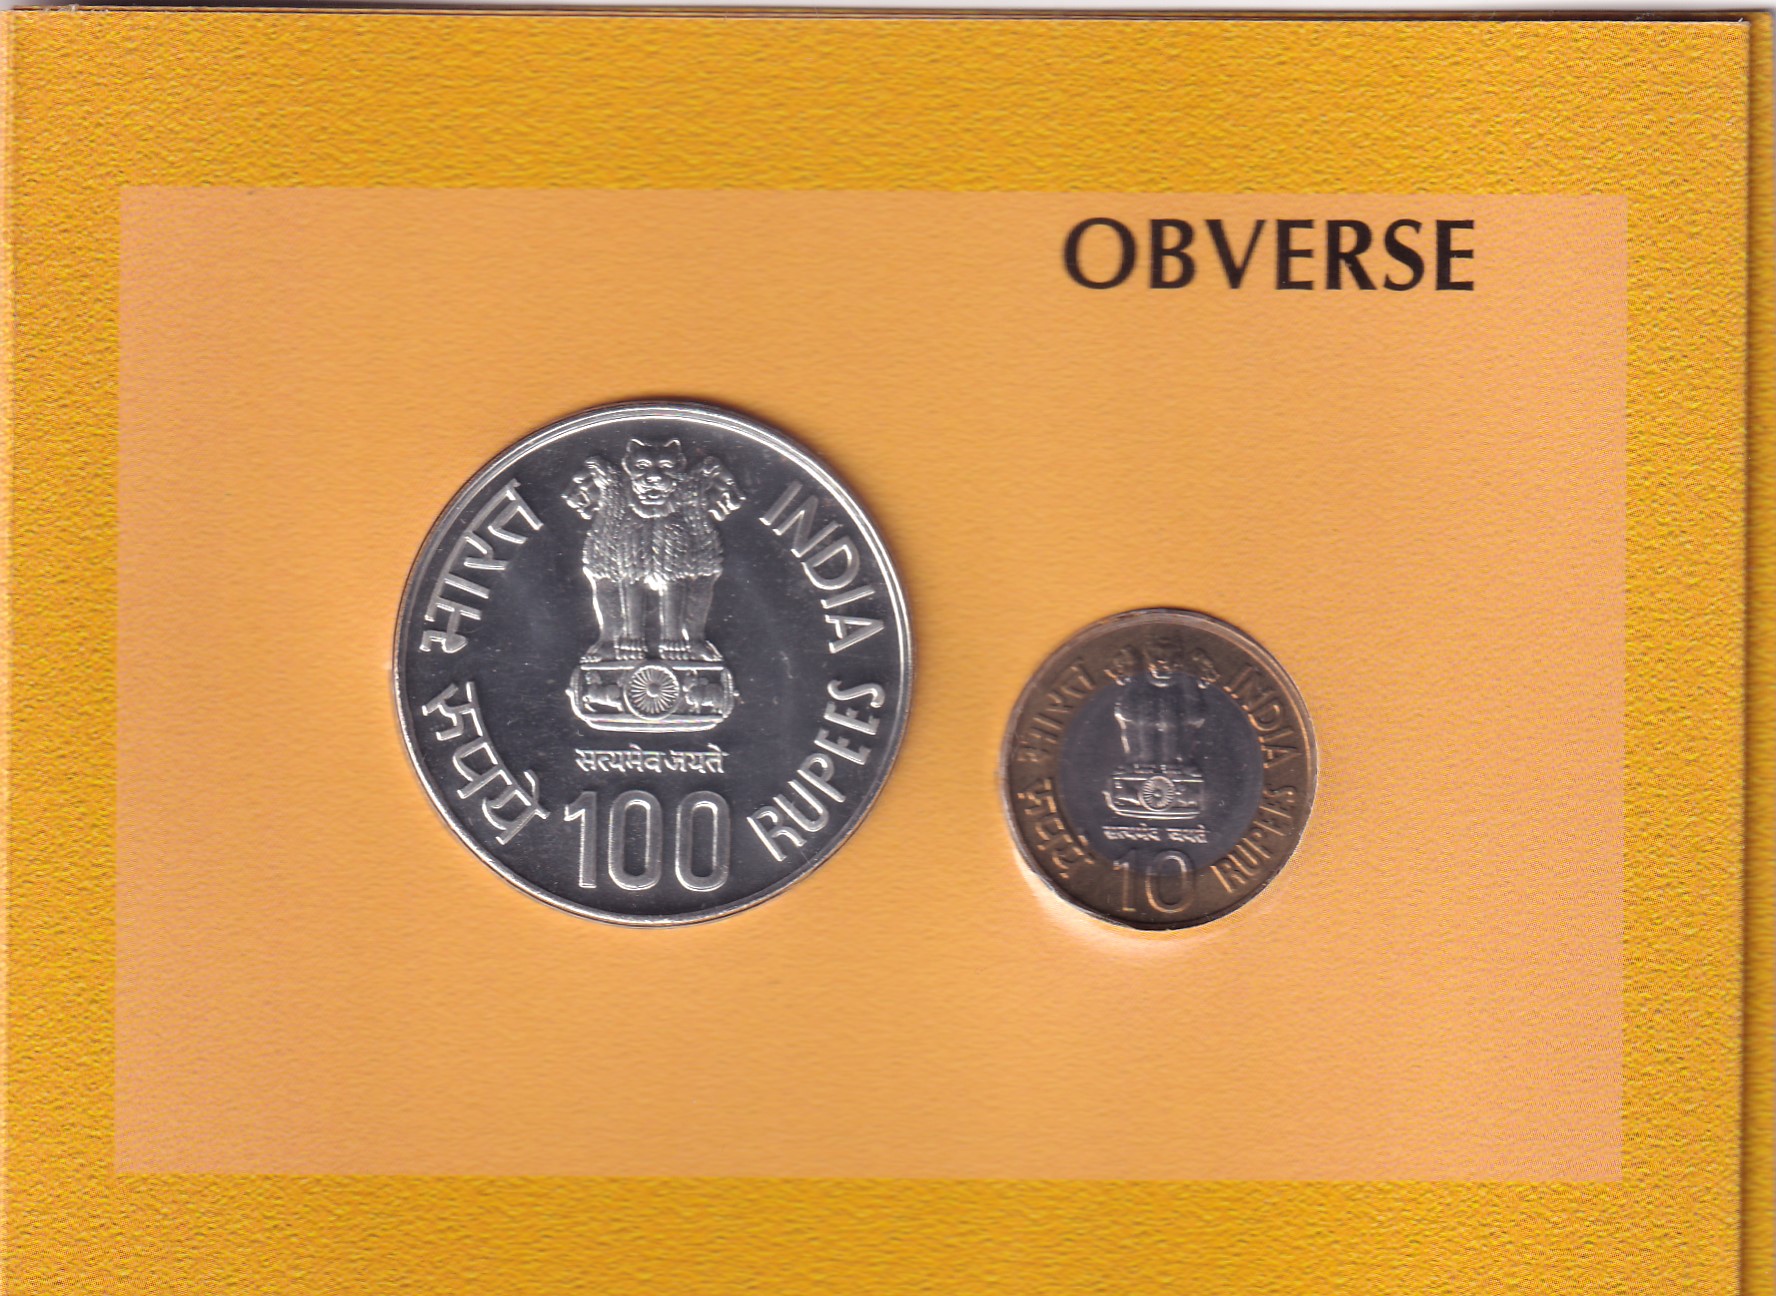 OBVERSE
भारत
INDIA
रुपये
RUPEES
सत्यमेव जयते
100
भारत
INDIA
रुपये
RUPEES
सत्यमेव जयते
10